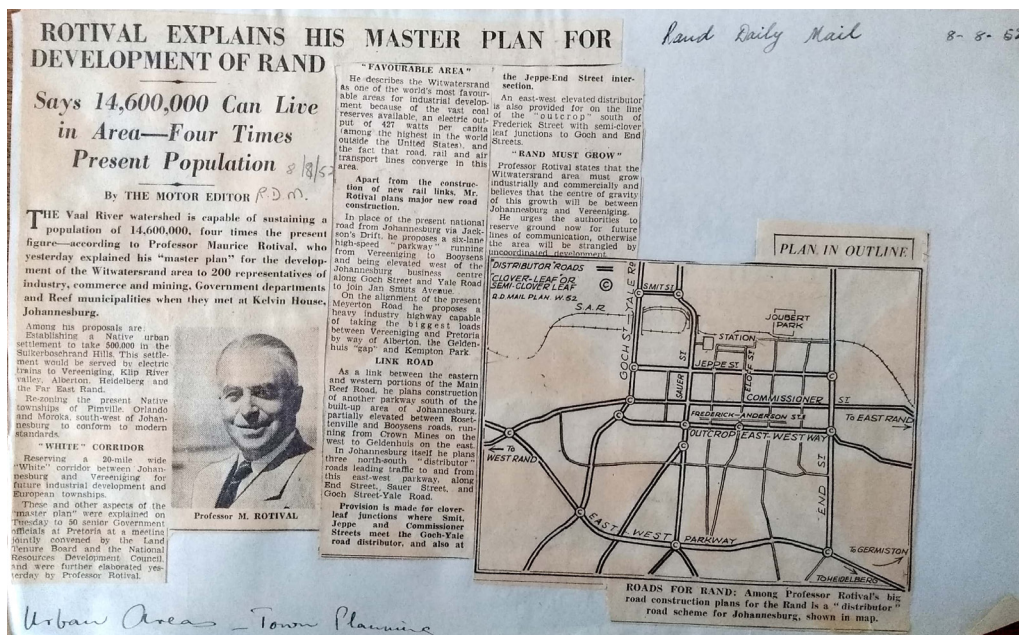 ROTIVAL EXPLAINS HIS MASTER PLAN FOR
DEVELOPMENT OF RAND
Rand Daily Mail
8-8-52
Says 14,600,000 Can Live
in Area—Four Times
Present Population
8/8/52
By THE MOTOR EDITOR
R.D.M.
THE Vaal River watershed is capable of sustaining a
population of 14,600,000, four times the present
figure—according to Professor Maurice Rotival, who
yesterday explained his "master plan" for the develop-
ment of the Witwatersrand area to 200 representatives of
industry, commerce and mining, Government departments
and Reef municipalities when they met at Kelvin House,
Johannesburg.
Among his proposals are:
Establishing a Native urban
settlement to take 500,000 in the
Suikerbosehrand Hills. This settle-
ment would be served by electric
trains to Vereeniging, Klip River
valley, Alberton, Heidelberg and
the Far East Rand.
Re-zoning the present Native
townships of Pimville, Orlando
and Moroka, south-west of Johan-
nesburg to conform to modern
standards.
"WHITE" CORRIDOR
Reserving a 20-mile wide
"White" corridor between Johan-
nesburg and Vereeniging for
future industrial development and
European townships.
These and other aspects of the
"master plan" were explained on
Tuesday to 50 senior Government
officials at Pretoria at a meeting
jointly convened by the Land
Tenure Board and the National
Resources Development Council,
and were further elaborated yes-
terday by Professor Rotival.
Professor M. ROTIVAL
"FAVOURABLE AREA"
He describes the Witwatersrand
as one of the world's most favour-
able areas for industrial develop-
ment because of the vast coal
reserves available, an electric out-
put of 427 watts per capita
(among the highest in the world
outside the United States), and
the fact that road, rail and air
transport lines converge in this
area.
Apart from the construc-
tion of new rail links, Mr.
Rotival plans major new road
construction.
In place of the present national
road from Johannesburg via Jack-
son's Drift, he proposes a six-lane
high-speed "parkway" running
from Vereeniging to Booysens
and being elevated west of the
Johannesburg business centre
along Goch Street and Yale Road
to join Jan Smuts Avenue.
On the alignment of the present
Meyerton Road he proposes a
heavy industry highway capable
of taking the biggest loads
between Vereeniging and Pretoria
by way of Alberton, the Gelden-
huis "gap" and Kempton Park.
LINK ROAD
As a link between the eastern
and western portions of the Main
Reef Road, he plans construction
of another parkway south of the
built-up area of Johannesburg,
partially elevated between Roset-
tenville and Booysens roads, run-
ning from Crown Mines on the
west to Geldenhuis on the east.
In Johannesburg itself he plans
three north-south "distributor"
roads leading traffic to and from
this east-west parkway, along
End Street, Sauer Street, and
Goch Street-Yale Road.
Provision is made for clover-
leaf junctions where Smit,
Jeppe and Commissioner
Streets meet the Goch-Yale
road distributor, and also at
the Jeppe-End Street inter-
section.
An east-west elevated distributor
is also provided for on the line
of the "outcrop" south of
Frederick Street with semi-clover
leaf junctions to Goch and End
Streets.
"RAND MUST GROW"
Professor Rotival states that the
Witwatersrand area must grow
industrially and commercially and
believes that the centre of gravity
of this growth will be between
Johannesburg and Vereeniging.
He urges the authorities to
reserve ground now for future
lines of communication, otherwise
the area will be strangled by
uncoordinated development.
PLAN IN OUTLINE
DISTRIBUTOR ROADS
CLOVER-LEAF OR
SEMI-CLOVER LEAF
C
R.D. MAIL PLAN W.52
S.A.R.
YALE RD
SMIT ST
JOUBERT
PARK
STATION
GOCH ST
JEPPE ST
SAUER ST
ELOFF ST
COMMISSIONER ST.
FREDERICK-ANDERSON STS
TO EAST RAND
OUTCROP EAST-WEST WAY
TO
WEST RAND
END ST
EAST WEST PARKWAY
TO GERMISTON
TO HEIDELBERG
ROADS FOR RAND: Among Professor Rotival's big
road construction plans for the Rand is a "distributor"
road scheme for Johannesburg, shown in map.
Urban Areas — Town Planning